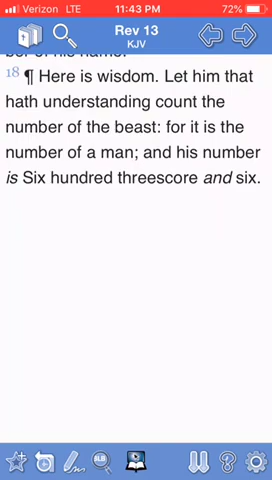 Verizon LTE 11:43 PM 72%
Rev 13
KJV
18 ¶ Here is wisdom. Let him that
hath understanding count the
number of the beast: for it is the
number of a man; and his number
is Six hundred threescore and six.
BLB